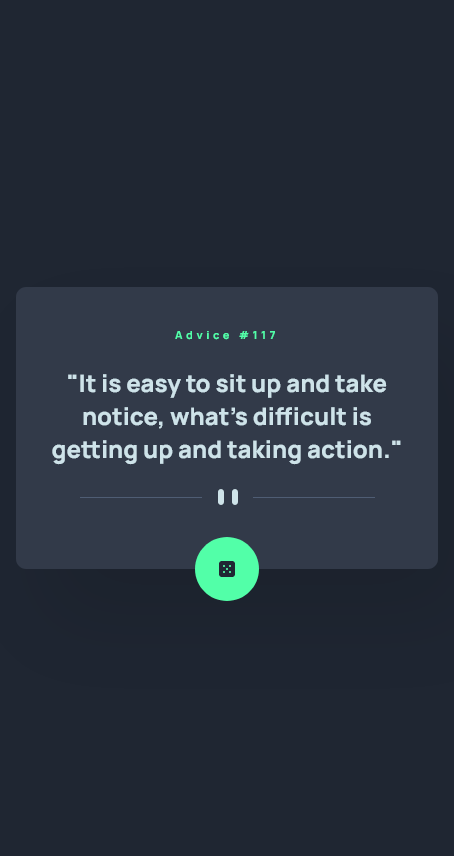 Advice #117
"It is easy to sit up and take
notice, what's difficult is
getting up and taking action."